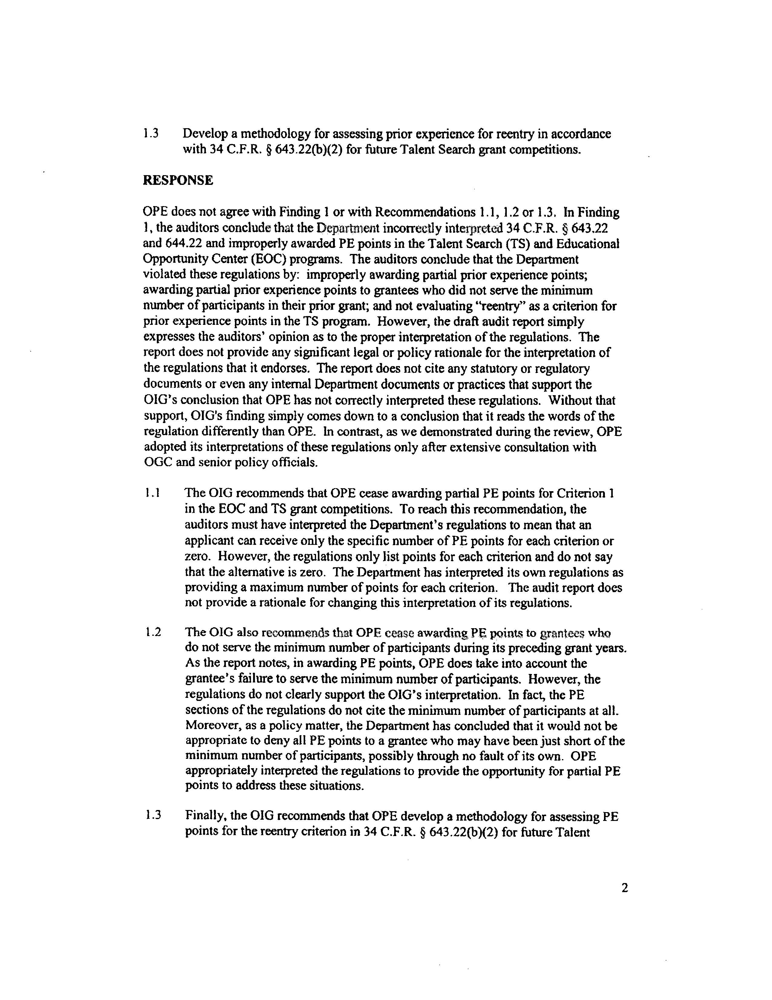 1.3 Develop a methodology for assessing prior experience for reentry in accordance
with 34 C.F.R. § 643.22(b)(2) for future Talent Search grant competitions.
RESPONSE
OPE does not agree with Finding 1 or with Recommendations 1.1, 1.2 or 1.3. In Finding
1, the auditors conclude that the Department incorrectly interpreted 34 C.F.R. § 643.22
and 644.22 and improperly awarded PE points in the Talent Search (TS) and Educational
Opportunity Center (EOC) programs. The auditors conclude that the Department
violated these regulations by: improperly awarding partial prior experience points;
awarding partial prior experience points to grantees who did not serve the minimum
number of participants in their prior grant; and not evaluating “reentry” as a criterion for
prior experience points in the TS program. However, the draft audit report simply
expresses the auditors’ opinion as to the proper interpretation of the regulations. The
report does not provide any significant legal or policy rationale for the interpretation of
the regulations that it endorses. The report does not cite any statutory or regulatory
documents or even any internal Department documents or practices that support the
OIG’s conclusion that OPE has not correctly interpreted these regulations. Without that
support, OIG's finding simply comes down to a conclusion that it reads the words of the
regulation differently than OPE. In contrast, as we demonstrated during the review, OPE
adopted its interpretations of these regulations only after extensive consultation with
OGC and senior policy officials.
1.1 The OIG recommends that OPE cease awarding partial PE points for Criterion 1
in the EOC and TS grant competitions. To reach this recommendation, the
auditors must have interpreted the Department’s regulations to mean that an
applicant can receive only the specific number of PE points for each criterion or
zero. However, the regulations only list points for each criterion and do not say
that the alternative is zero. The Department has interpreted its own regulations as
providing a maximum number of points for each criterion. The audit report does
not provide a rationale for changing this interpretation of its regulations.
1.2 The OIG also recommends that OPE cease awarding PE points to grantees who
do not serve the minimum number of participants during its preceding grant years.
As the report notes, in awarding PE points, OPE does take into account the
grantee’s failure to serve the minimum number of participants. However, the
regulations do not clearly support the OIG’s interpretation. In fact, the PE
sections of the regulations do not cite the minimum number of participants at all.
Moreover, as a policy matter, the Department has concluded that it would not be
appropriate to deny all PE points to a grantee who may have been just short of the
minimum number of participants, possibly through no fault of its own. OPE
appropriately interpreted the regulations to provide the opportunity for partial PE
points to address these situations.
1.3 Finally, the OIG recommends that OPE develop a methodology for assessing PE
points for the reentry criterion in 34 C.F.R. § 643.22(b)(2) for future Talent
2